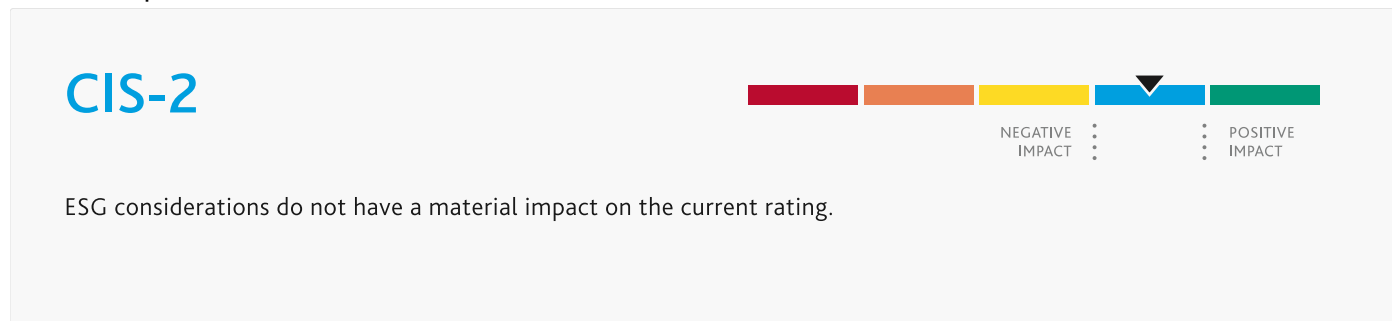 CIS-2
NEGATIVE
IMPACT
POSITIVE
IMPACT
ESG considerations do not have a material impact on the current rating.